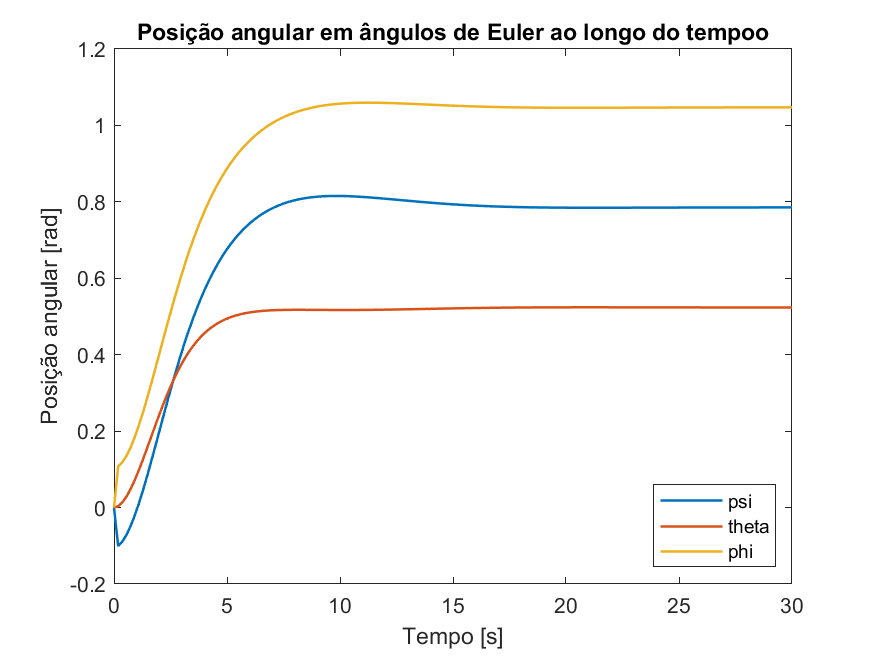 Posição angular em ângulos de Euler ao longo do tempoo
1.2
1
0.8
0.6
0.4
0.2
0
-0.2
Posição angular [rad]
psi
theta
phi
0 5 10 15 20 25 30
Tempo [s]